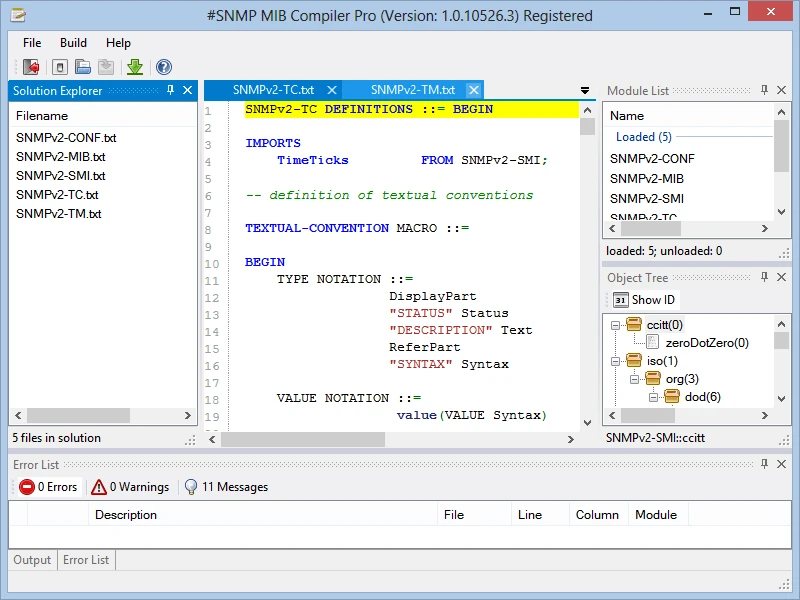 #SNMP MIB Compiler Pro (Version: 1.0.10526.3) Registered
File Build Help
Solution Explorer
Filename
SNMPv2-CONF.txt
SNMPv2-MIB.txt
SNMPv2-SMI.txt
SNMPv2-TC.txt
SNMPv2-TM.txt
5 files in solution
SNMPv2-TC.txt SNMPv2-TM.txt
1 SNMPv2-TC DEFINITIONS ::= BEGIN
2
3 IMPORTS
4 TimeTicks FROM SNMPv2-SMI;
5
6 -- definition of textual conventions
7
8 TEXTUAL-CONVENTION MACRO ::=
9
10 BEGIN
11 TYPE NOTATION ::=
12 DisplayPart
13 "STATUS" Status
14 "DESCRIPTION" Text
15 ReferPart
16 "SYNTAX" Syntax
17
18 VALUE NOTATION ::=
19 value(VALUE Syntax)
Module List
Name
Loaded (5)
SNMPv2-CONF
SNMPv2-MIB
SNMPv2-SMI
SNMPv2-TC
loaded: 5; unloaded: 0
Object Tree
31 Show ID
ccitt(0)
zeroDotZero(0)
iso(1)
org(3)
dod(6)
SNMPv2-SMI::ccitt
Error List
0 Errors 0 Warnings 11 Messages
Description File Line Column Module
Output Error List